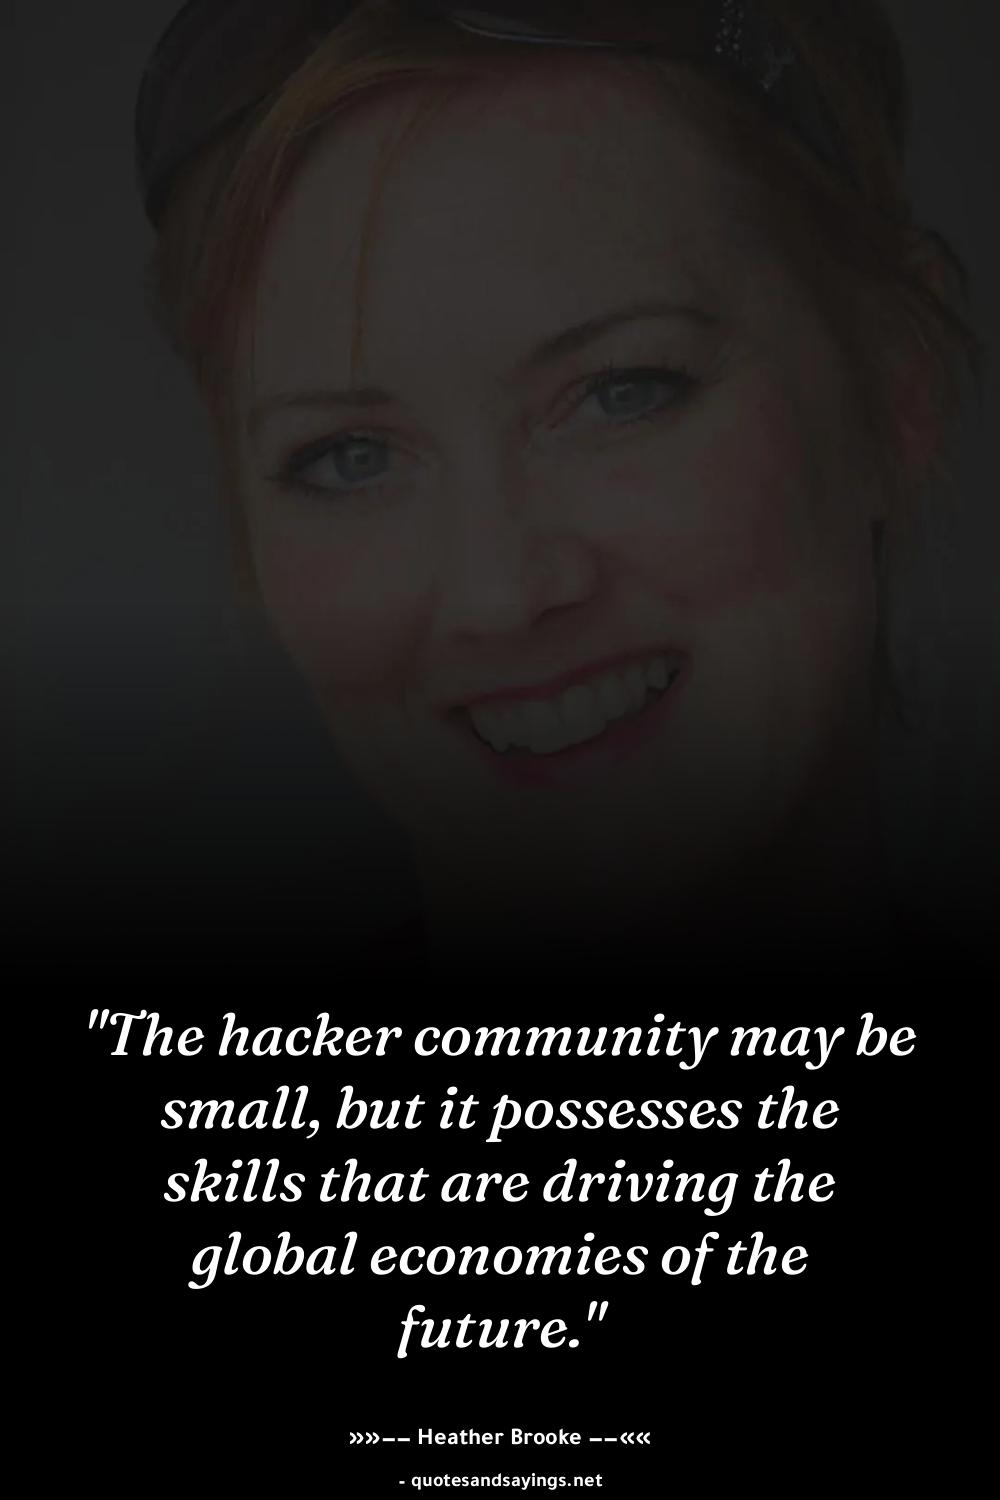 "The hacker community may be
small, but it possesses the
skills that are driving the
global economies of the
future."
»»−− Heather Brooke −−««
- quotesandsayings.net